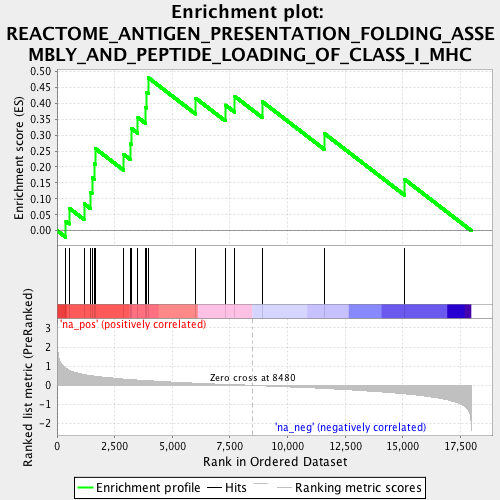 Enrichment plot:
REACTOME_ANTIGEN_PRESENTATION_FOLDING_ASSE
MBLY_AND_PEPTIDE_LOADING_OF_CLASS_I_MHC
Enrichment score (ES)
0.50
0.45
0.40
0.35
0.30
0.25
0.20
0.15
0.10
0.05
0.00
'na_pos' (positively correlated)
Ranked list metric (PreRanked)
3
2
1
0
-1
-2
Zero cross at 8480
'na_neg' (negatively correlated)
0
2,500
5,000
7,500
10,000
12,500
15,000
17,500
Rank in Ordered Dataset
Enrichment profile
Hits
Ranking metric scores